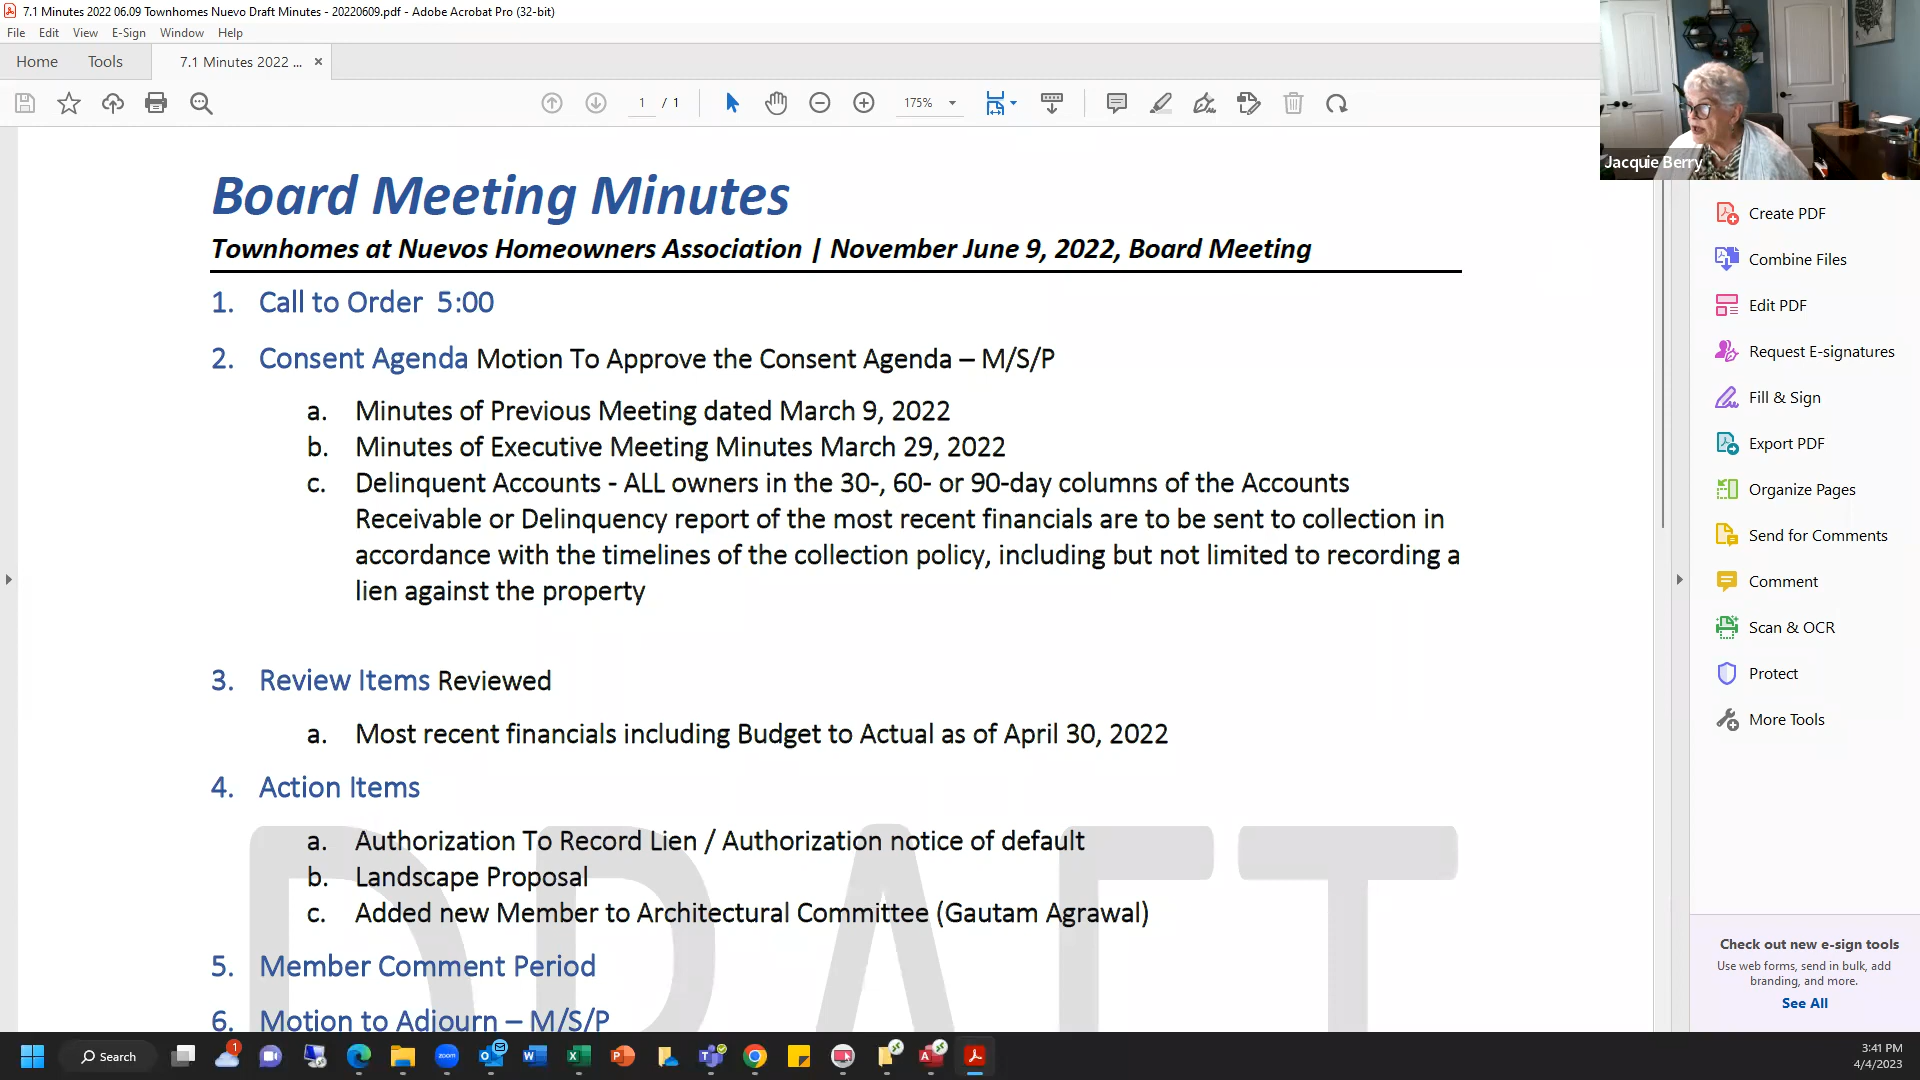 7.1 Minutes 2022 06.09 Townhomes Nuevo Draft Minutes - 20220609.pdf - Adobe Acrobat Pro (32-bit)
File Edit View E-Sign Window Help
Home Tools 7.1 Minutes 2022 ... ×
1 / 1 175%
Jacquie Berry
Board Meeting Minutes
Townhomes at Nuevos Homeowners Association | November June 9, 2022, Board Meeting
1. Call to Order 5:00
2. Consent Agenda Motion To Approve the Consent Agenda – M/S/P
a. Minutes of Previous Meeting dated March 9, 2022
b. Minutes of Executive Meeting Minutes March 29, 2022
c. Delinquent Accounts - ALL owners in the 30-, 60- or 90-day columns of the Accounts
Receivable or Delinquency report of the most recent financials are to be sent to collection in
accordance with the timelines of the collection policy, including but not limited to recording a
lien against the property
3. Review Items Reviewed
a. Most recent financials including Budget to Actual as of April 30, 2022
4. Action Items
a. Authorization To Record Lien / Authorization notice of default
b. Landscape Proposal
c. Added new Member to Architectural Committee (Gautam Agrawal)
5. Member Comment Period
6. Motion to Adjourn – M/S/P
DRAFT
Create PDF
Combine Files
Edit PDF
Request E-signatures
Fill & Sign
Export PDF
Organize Pages
Send for Comments
Comment
Scan & OCR
Protect
More Tools
Check out new e-sign tools
Use web forms, send in bulk, add
branding, and more.
See All
Search
1
zoom
3:41 PM
4/4/2023